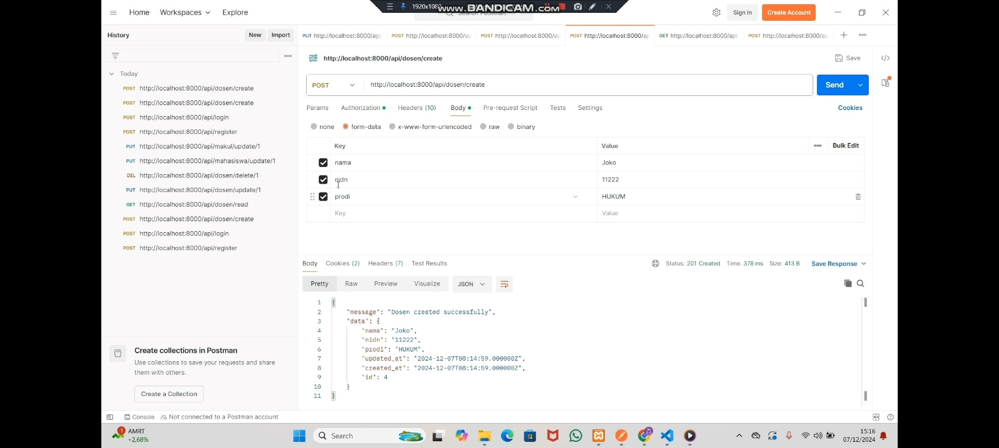 1920x1080
www.BANDICAM.com
Home Workspaces Explore
Search Postman
Sign In Create Account
History New Import
PUT http://localhost:8000/api/
POST http://localhost:8000/ap
POST http://localhost:8000/ap
POST http://localhost:8000/ap
GET http://localhost:8000/api/
POST http://localhost:8000/ap
Today
POST http://localhost:8000/api/dosen/create
POST http://localhost:8000/api/dosen/create
POST http://localhost:8000/api/login
POST http://localhost:8000/api/register
PUT http://localhost:8000/api/makul/update/1
PUT http://localhost:8000/api/mahasiswa/update/1
DEL http://localhost:8000/api/dosen/delete/1
PUT http://localhost:8000/api/dosen/update/1
GET http://localhost:8000/api/dosen/read
POST http://localhost:8000/api/dosen/create
POST http://localhost:8000/api/login
POST http://localhost:8000/api/register
Create collections in Postman
Use collections to save your requests and share
them with others.
Create a Collection
HTTP http://localhost:8000/api/dosen/create Save
POST http://localhost:8000/api/dosen/create Send
Params Authorization Headers (10) Body Pre-request Script Tests Settings Cookies
none form-data x-www-form-urlencoded raw binary
Key Value Bulk Edit
nama Joko
nidn 11222
prodi HUKUM
Key Value
Body Cookies (2) Headers (7) Test Results Status: 201 Created Time: 378 ms Size: 413 B Save Response
Pretty Raw Preview Visualize JSON
1 {
2 "message": "Dosen created successfully",
3 "data": {
4 "nama": "Joko",
5 "nidn": "11222",
6 "prodi": "HUKUM",
7 "updated_at": "2024-12-07T08:14:59.000000Z",
8 "created_at": "2024-12-07T08:14:59.000000Z",
9 "id": 4
10 }
11 }
Console Not connected to a Postman account
1 AMRT
+2,68%
Search
15:16
07/12/2024